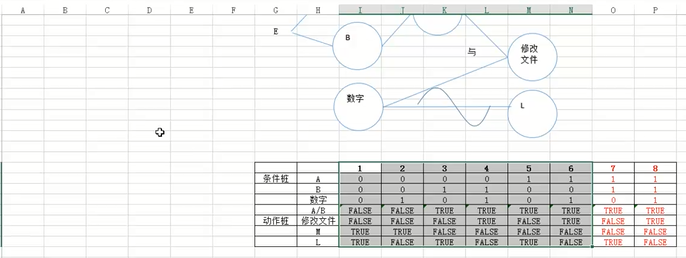 A B C D E F G H I J K L M N O P
E
B
修改
文件
与
数字
L
1 2 3 4 5 6 7 8
条件桩 A 0 0 0 0 1 1 1 1
B 0 0 1 1 0 0 1 1
数字 0 1 0 1 0 1 0 1
A/B FALSE FALSE TRUE TRUE TRUE TRUE TRUE TRUE
动作桩 修改文件 FALSE FALSE FALSE TRUE FALSE TRUE FALSE TRUE
M TRUE TRUE FALSE FALSE FALSE FALSE FALSE FALSE
L TRUE FALSE TRUE FALSE TRUE FALSE TRUE FALSE